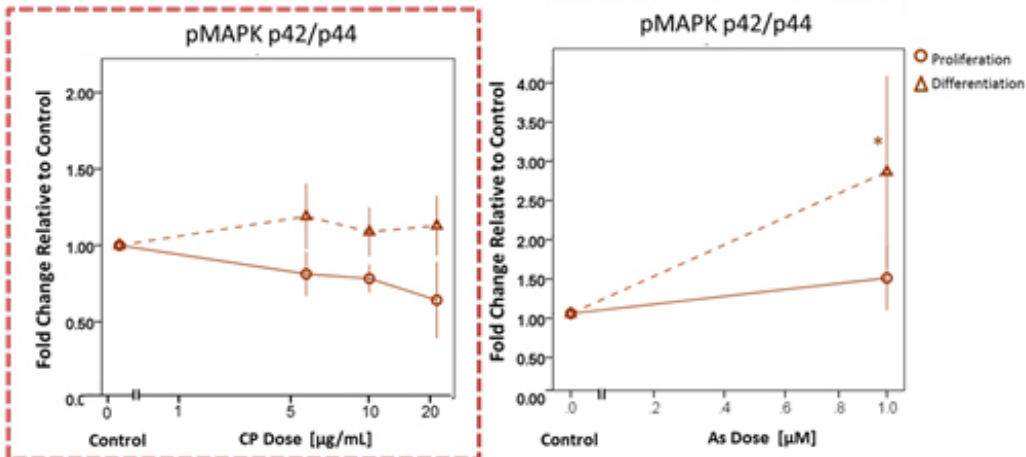 pMAPK p42/p44
Fold Change Relative to Control
2.00
1.50
1.00
0.50
0.0
0 1 5 10 20
Control CP Dose [µg/mL]
pMAPK p42/p44
Fold Change Relative to Control
4.00
3.50
3.00
2.50
2.00
1.50
1.00
0.50
0.00
.0 .2 .4 .6 .8 1.0
Control As Dose [µM]
*
Proliferation
Differentiation